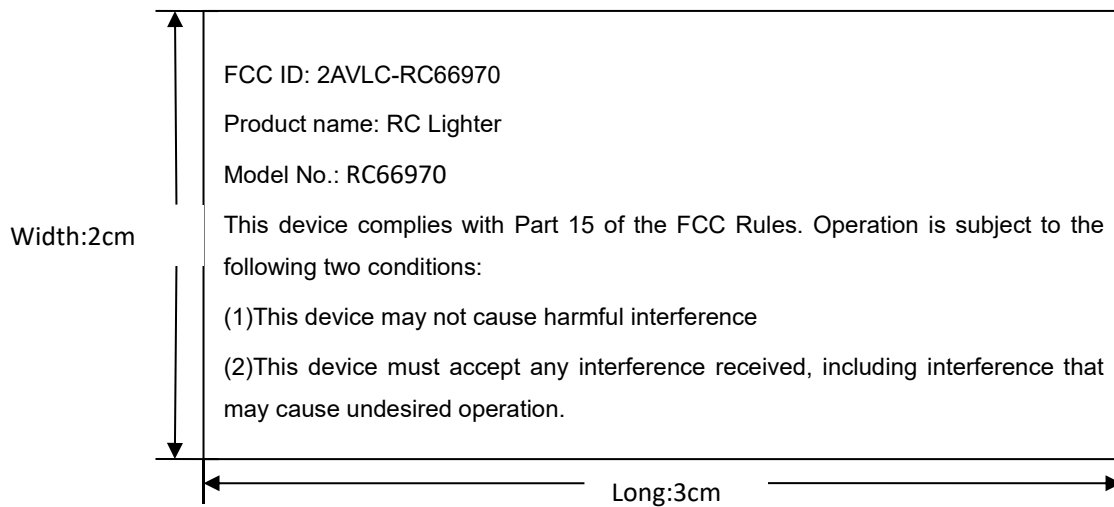 FCC ID: 2AVLC-RC66970
Product name: RC Lighter
Model No.: RC66970
Width:2cm
This device complies with Part 15 of the FCC Rules. Operation is subject to the
following two conditions:
(1)This device may not cause harmful interference
(2)This device must accept any interference received, including interference that
may cause undesired operation.
Long:3cm